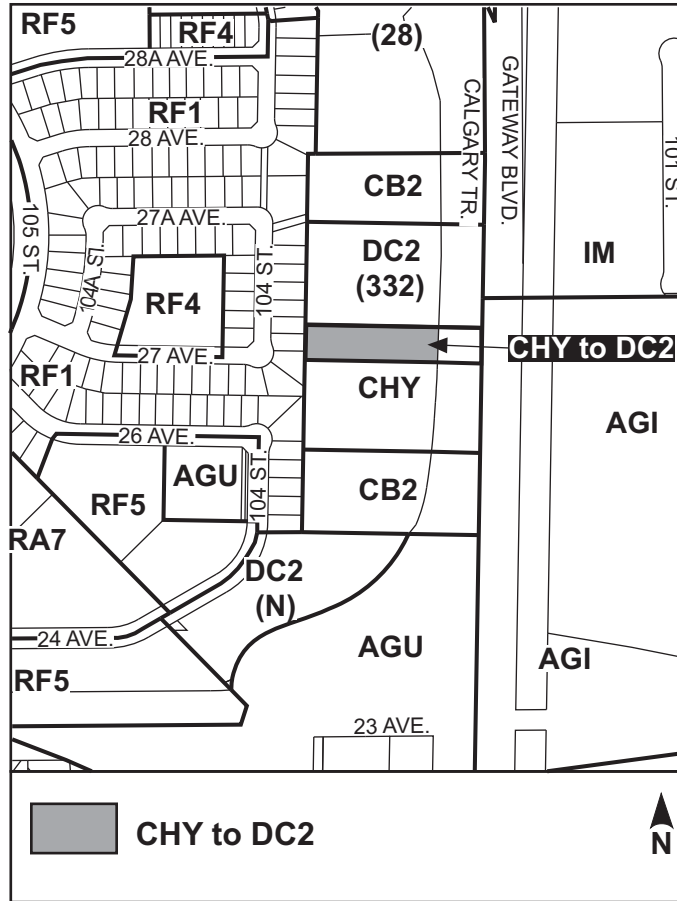 RF5
RF4
(28)
28A AVE.
RF1
28 AVE.
CALGARY TR.
GATEWAY BLVD.
101 ST.
CB2
27A AVE.
105 ST.
104A ST.
104 ST.
DC2
(332)
IM
RF4
27 AVE.
CHY to DC2
RF1
CHY
AGI
26 AVE.
104 ST.
AGU
CB2
RF5
RA7
DC2
(N)
24 AVE.
AGU
AGI
RF5
23 AVE.
CHY to DC2
N